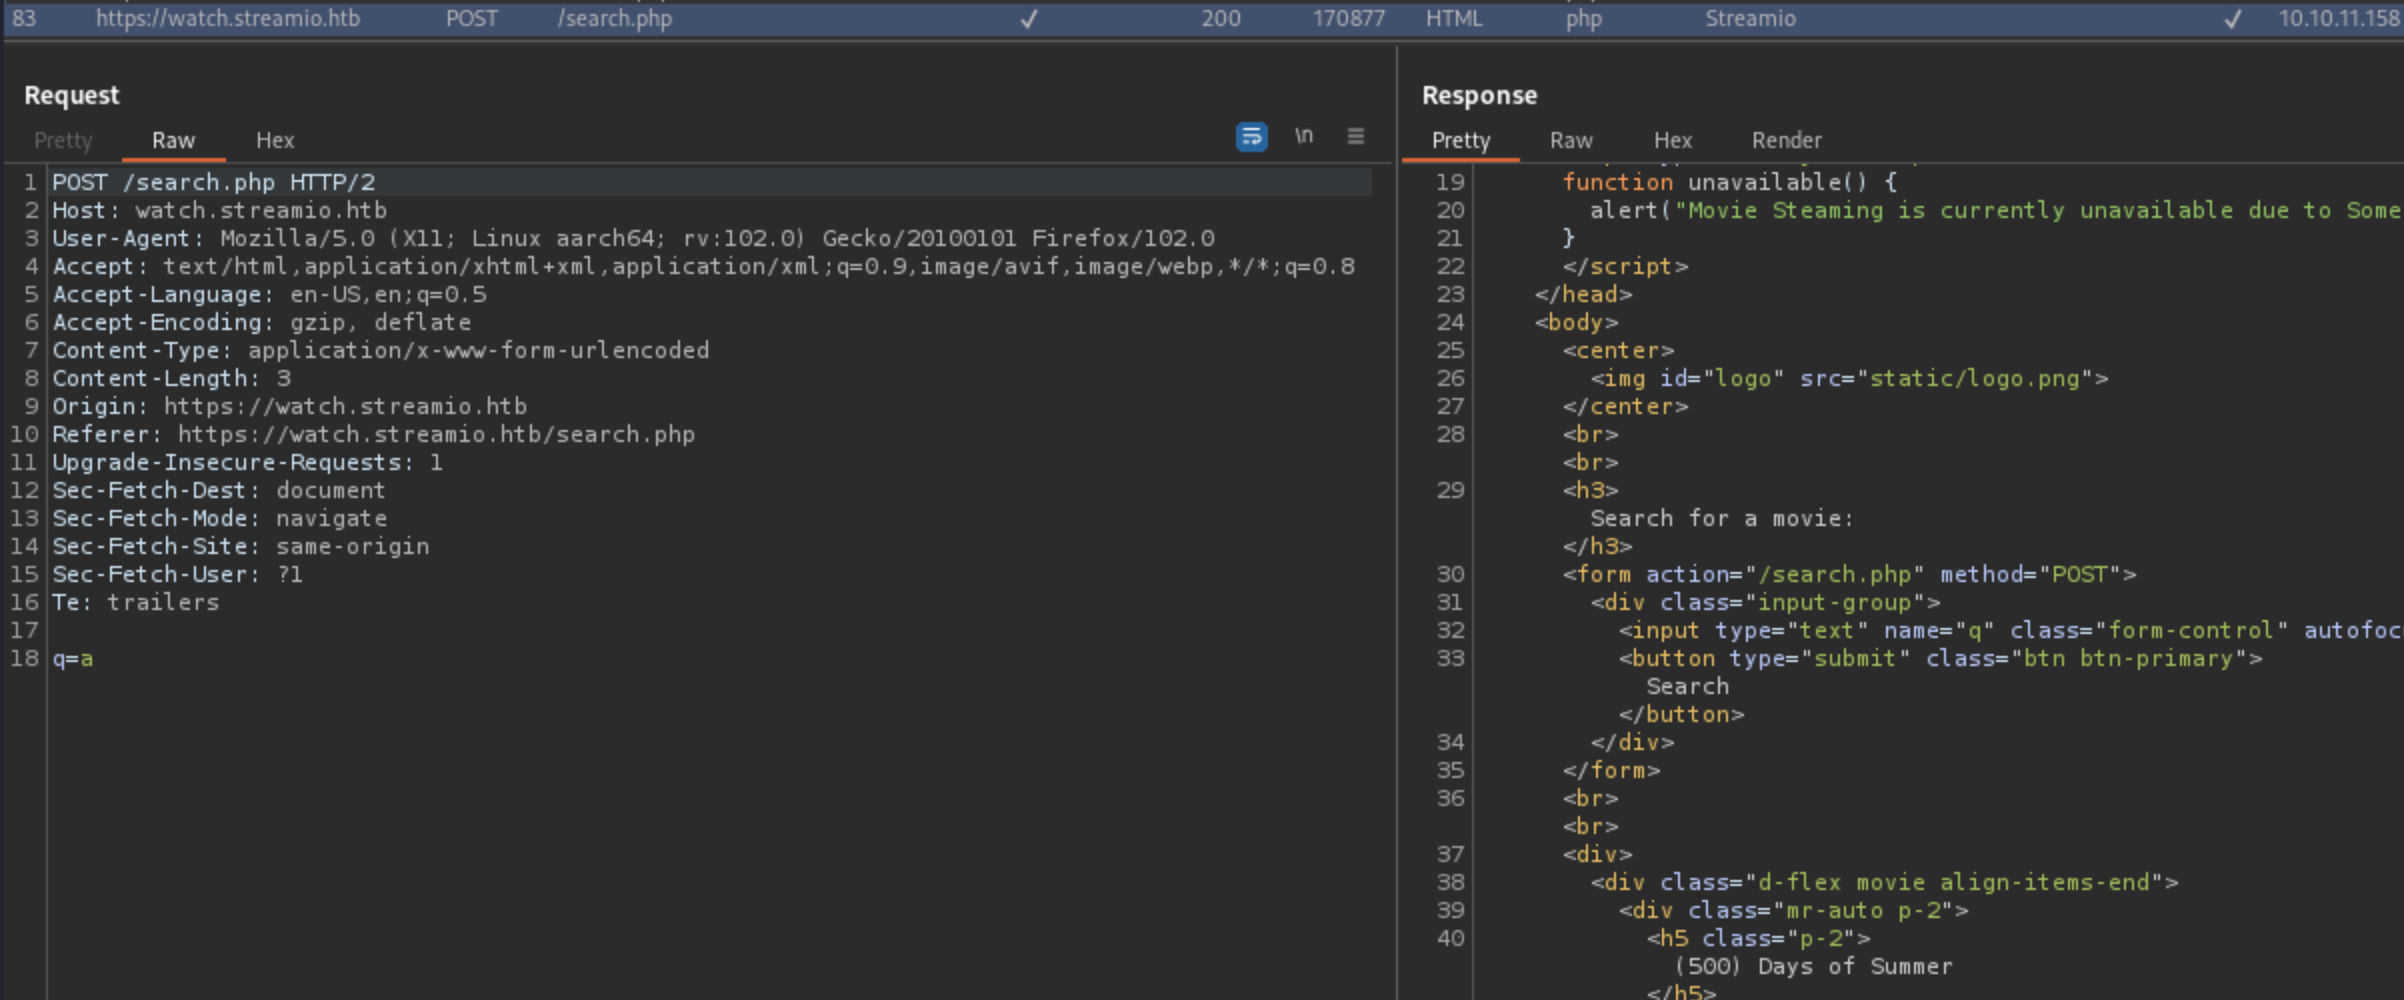 83 https://watch.streamio.htb POST /search.php ✓ 200 170877 HTML php Streamio ✓ 10.10.11.158
Request
Pretty Raw Hex \n
1 POST /search.php HTTP/2
2 Host: watch.streamio.htb
3 User-Agent: Mozilla/5.0 (X11; Linux aarch64; rv:102.0) Gecko/20100101 Firefox/102.0
4 Accept: text/html,application/xhtml+xml,application/xml;q=0.9,image/avif,image/webp,*/*;q=0.8
5 Accept-Language: en-US,en;q=0.5
6 Accept-Encoding: gzip, deflate
7 Content-Type: application/x-www-form-urlencoded
8 Content-Length: 3
9 Origin: https://watch.streamio.htb
10 Referer: https://watch.streamio.htb/search.php
11 Upgrade-Insecure-Requests: 1
12 Sec-Fetch-Dest: document
13 Sec-Fetch-Mode: navigate
14 Sec-Fetch-Site: same-origin
15 Sec-Fetch-User: ?1
16 Te: trailers
17
18 q=a
Response
Pretty Raw Hex Render
19 function unavailable() {
20 alert("Movie Steaming is currently unavailable due to Some
21 }
22 </script>
23 </head>
24 <body>
25 <center>
26 <img id="logo" src="static/logo.png">
27 </center>
28 <br>
<br>
29 <h3>
Search for a movie:
</h3>
30 <form action="/search.php" method="POST">
31 <div class="input-group">
32 <input type="text" name="q" class="form-control" autofoc
33 <button type="submit" class="btn btn-primary">
Search
</button>
34 </div>
35 </form>
36 <br>
<br>
37 <div>
38 <div class="d-flex movie align-items-end">
39 <div class="mr-auto p-2">
40 <h5 class="p-2">
(500) Days of Summer
</h5>